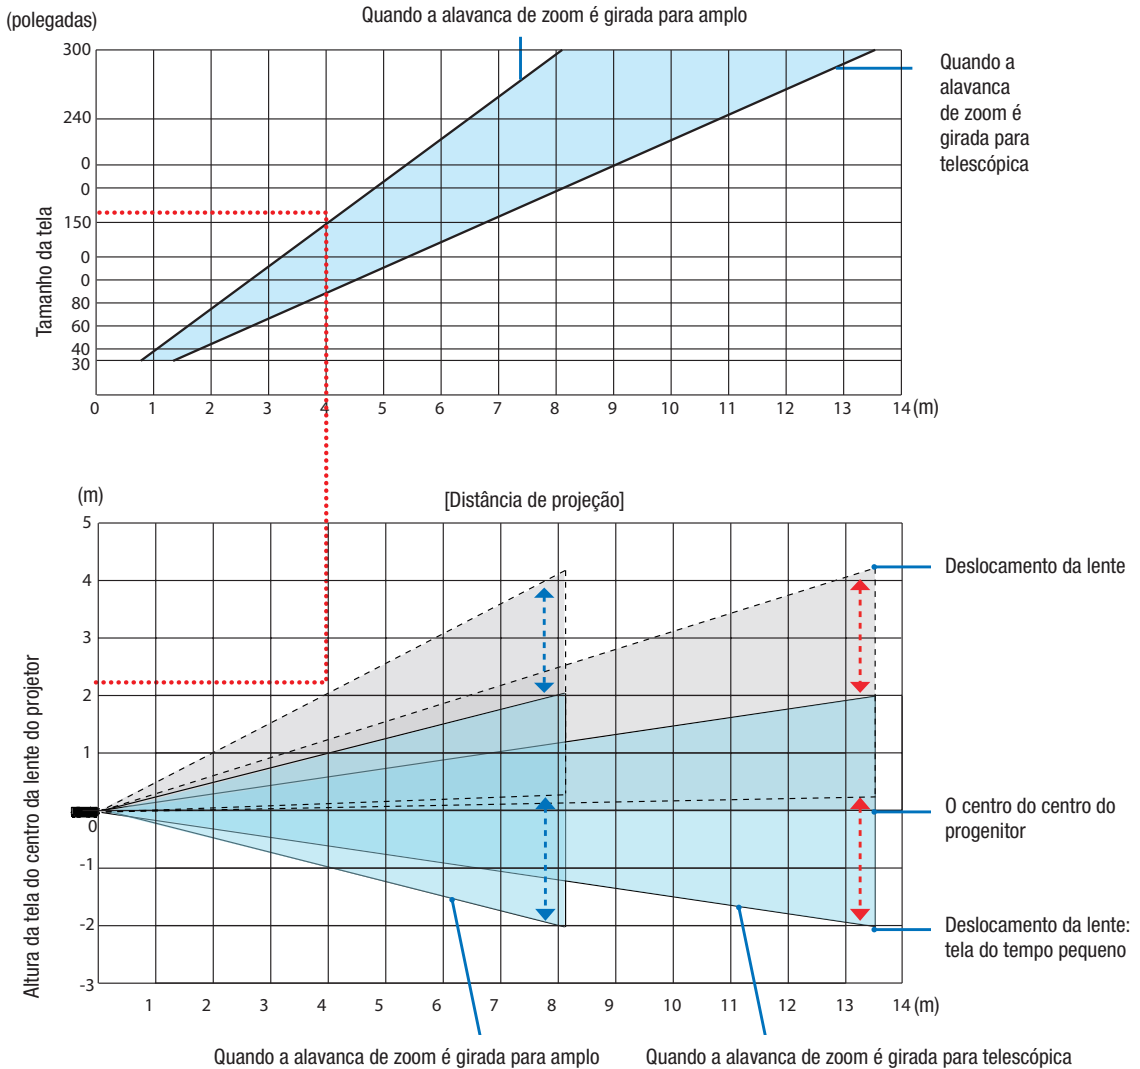 (polegadas)
Quando a alavanca de zoom é girada para amplo
Quando a
alavanca
de zoom é
girada para
telescópica
Tamanho da tela
300
240
0
0
150
0
0
80
60
40
30
0 1 2 3 4 5 6 7 8 9 10 11 12 13 14 (m)
(m)
[Distância de projeção]
Altura da tela do centro da lente do projetor
5
4
3
2
1
0
-1
-2
-3
Deslocamento da lente
O centro do centro do
progenitor
Deslocamento da lente:
tela do tempo pequeno
1 2 3 4 5 6 7 8 9 10 11 12 13 14 (m)
Quando a alavanca de zoom é girada para amplo
Quando a alavanca de zoom é girada para telescópica